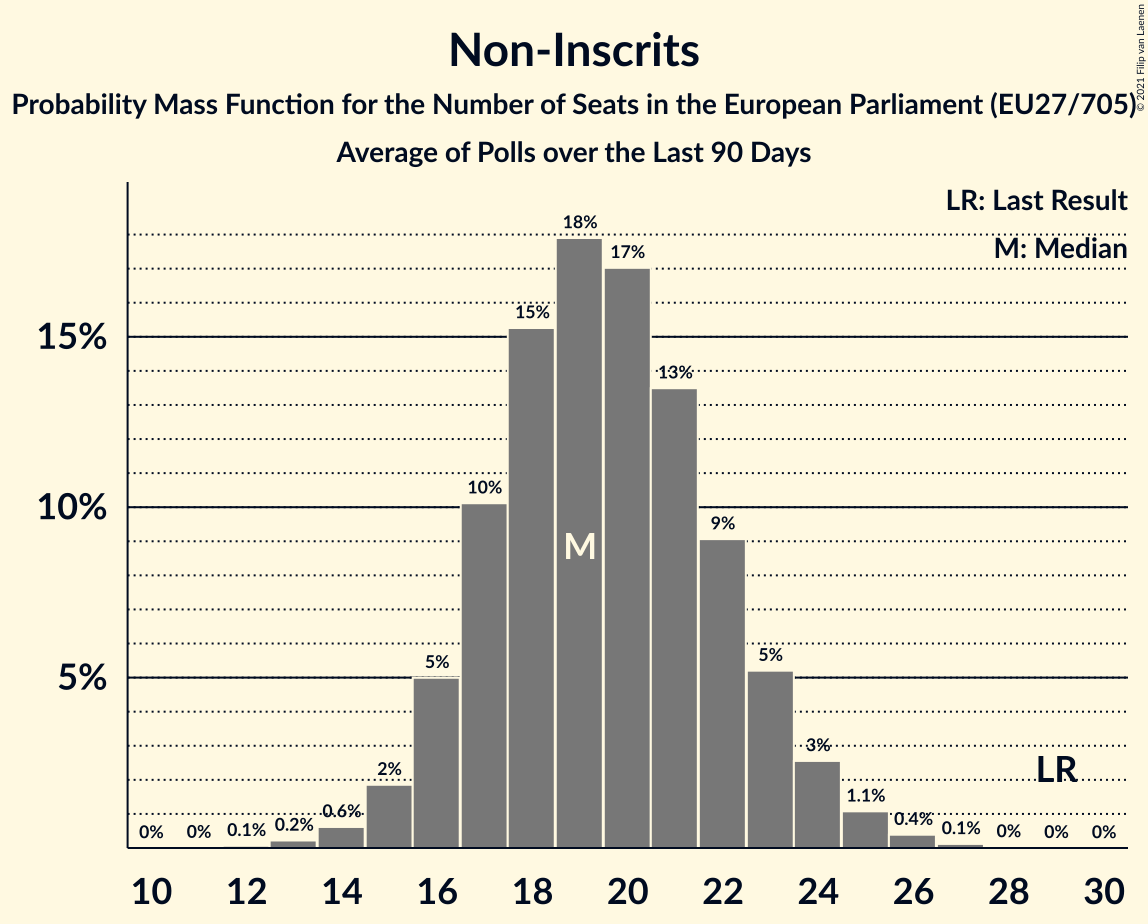 Non-Inscrits
Probability Mass Function for the Number of Seats in the European Parliament (EU27/705)
Average of Polls over the Last 90 Days
© 2021 Filip van Laenen
LR: Last Result
M: Median
15%
10%
5%
0%
0%
0.1%
0.2%
0.6%
2%
5%
10%
15%
18%
17%
13%
9%
5%
3%
1.1%
0.4%
0.1%
0%
0%
0%
M
LR
10 12 14 16 18 20 22 24 26 28 30